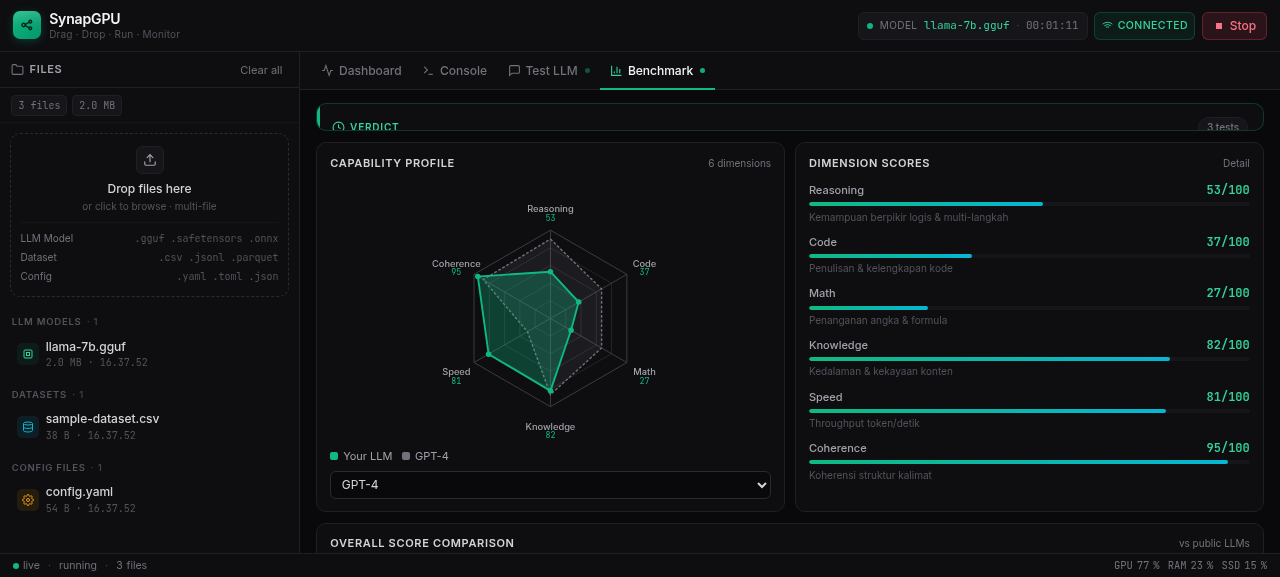 SynapGPU
Drag · Drop · Run · Monitor
MODEL llama-7b.gguf · 00:01:11
CONNECTED
Stop
FILES
Clear all
3 files
2.0 MB
Drop files here
or click to browse · multi-file
LLM Model .gguf .safetensors .onnx
Dataset .csv .jsonl .parquet
Config .yaml .toml .json
LLM MODELS · 1
llama-7b.gguf
2.0 MB · 16.37.52
DATASETS · 1
sample-dataset.csv
38 B · 16.37.52
CONFIG FILES · 1
config.yaml
54 B · 16.37.52
Dashboard
Console
Test LLM
Benchmark
VERDICT
3 tests
CAPABILITY PROFILE
6 dimensions
Reasoning
53
Coherence
95
Code
37
Speed
81
Math
27
Knowledge
82
Your LLM
GPT-4
GPT-4
DIMENSION SCORES
Detail
Reasoning 53/100
Kemampuan berpikir logis & multi-langkah
Code 37/100
Penulisan & kelengkapan kode
Math 27/100
Penanganan angka & formula
Knowledge 82/100
Kedalaman & kekayaan konten
Speed 81/100
Throughput token/detik
Coherence 95/100
Koherensi struktur kalimat
OVERALL SCORE COMPARISON
vs public LLMs
live · running · 3 files
GPU 77 % RAM 23 % SSD 15 %